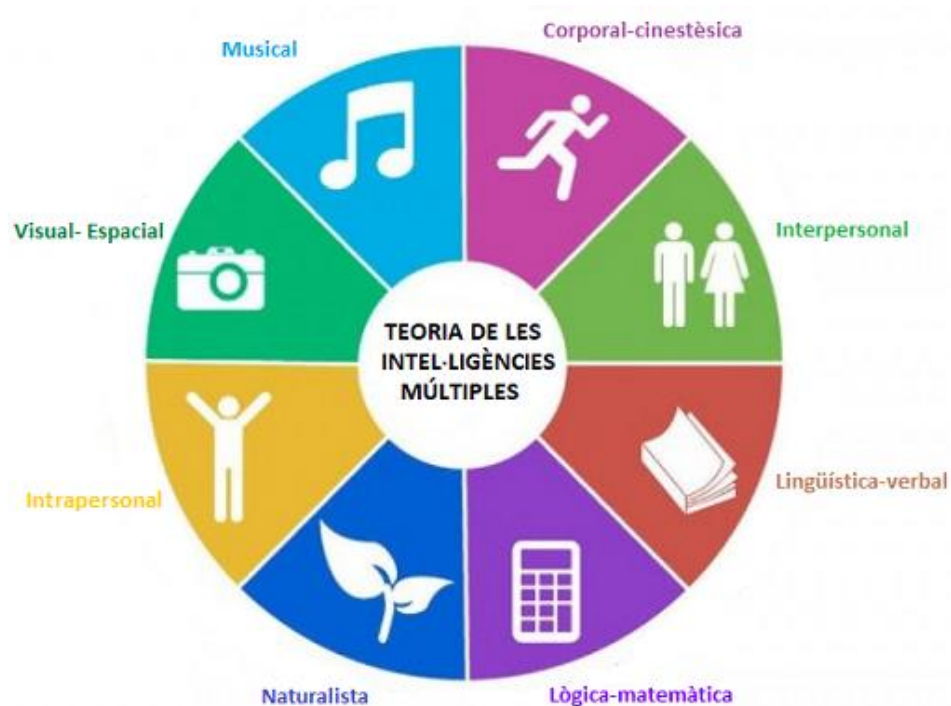 Corporal-cinestèsica
Musical
Visual- Espacial
Interpersonal
TEORIA DE LES
INTEL·LIGÈNCIES
MÚLTIPLES
Intrapersonal
Lingüística-verbal
Naturalista
Lògica-matemàtica